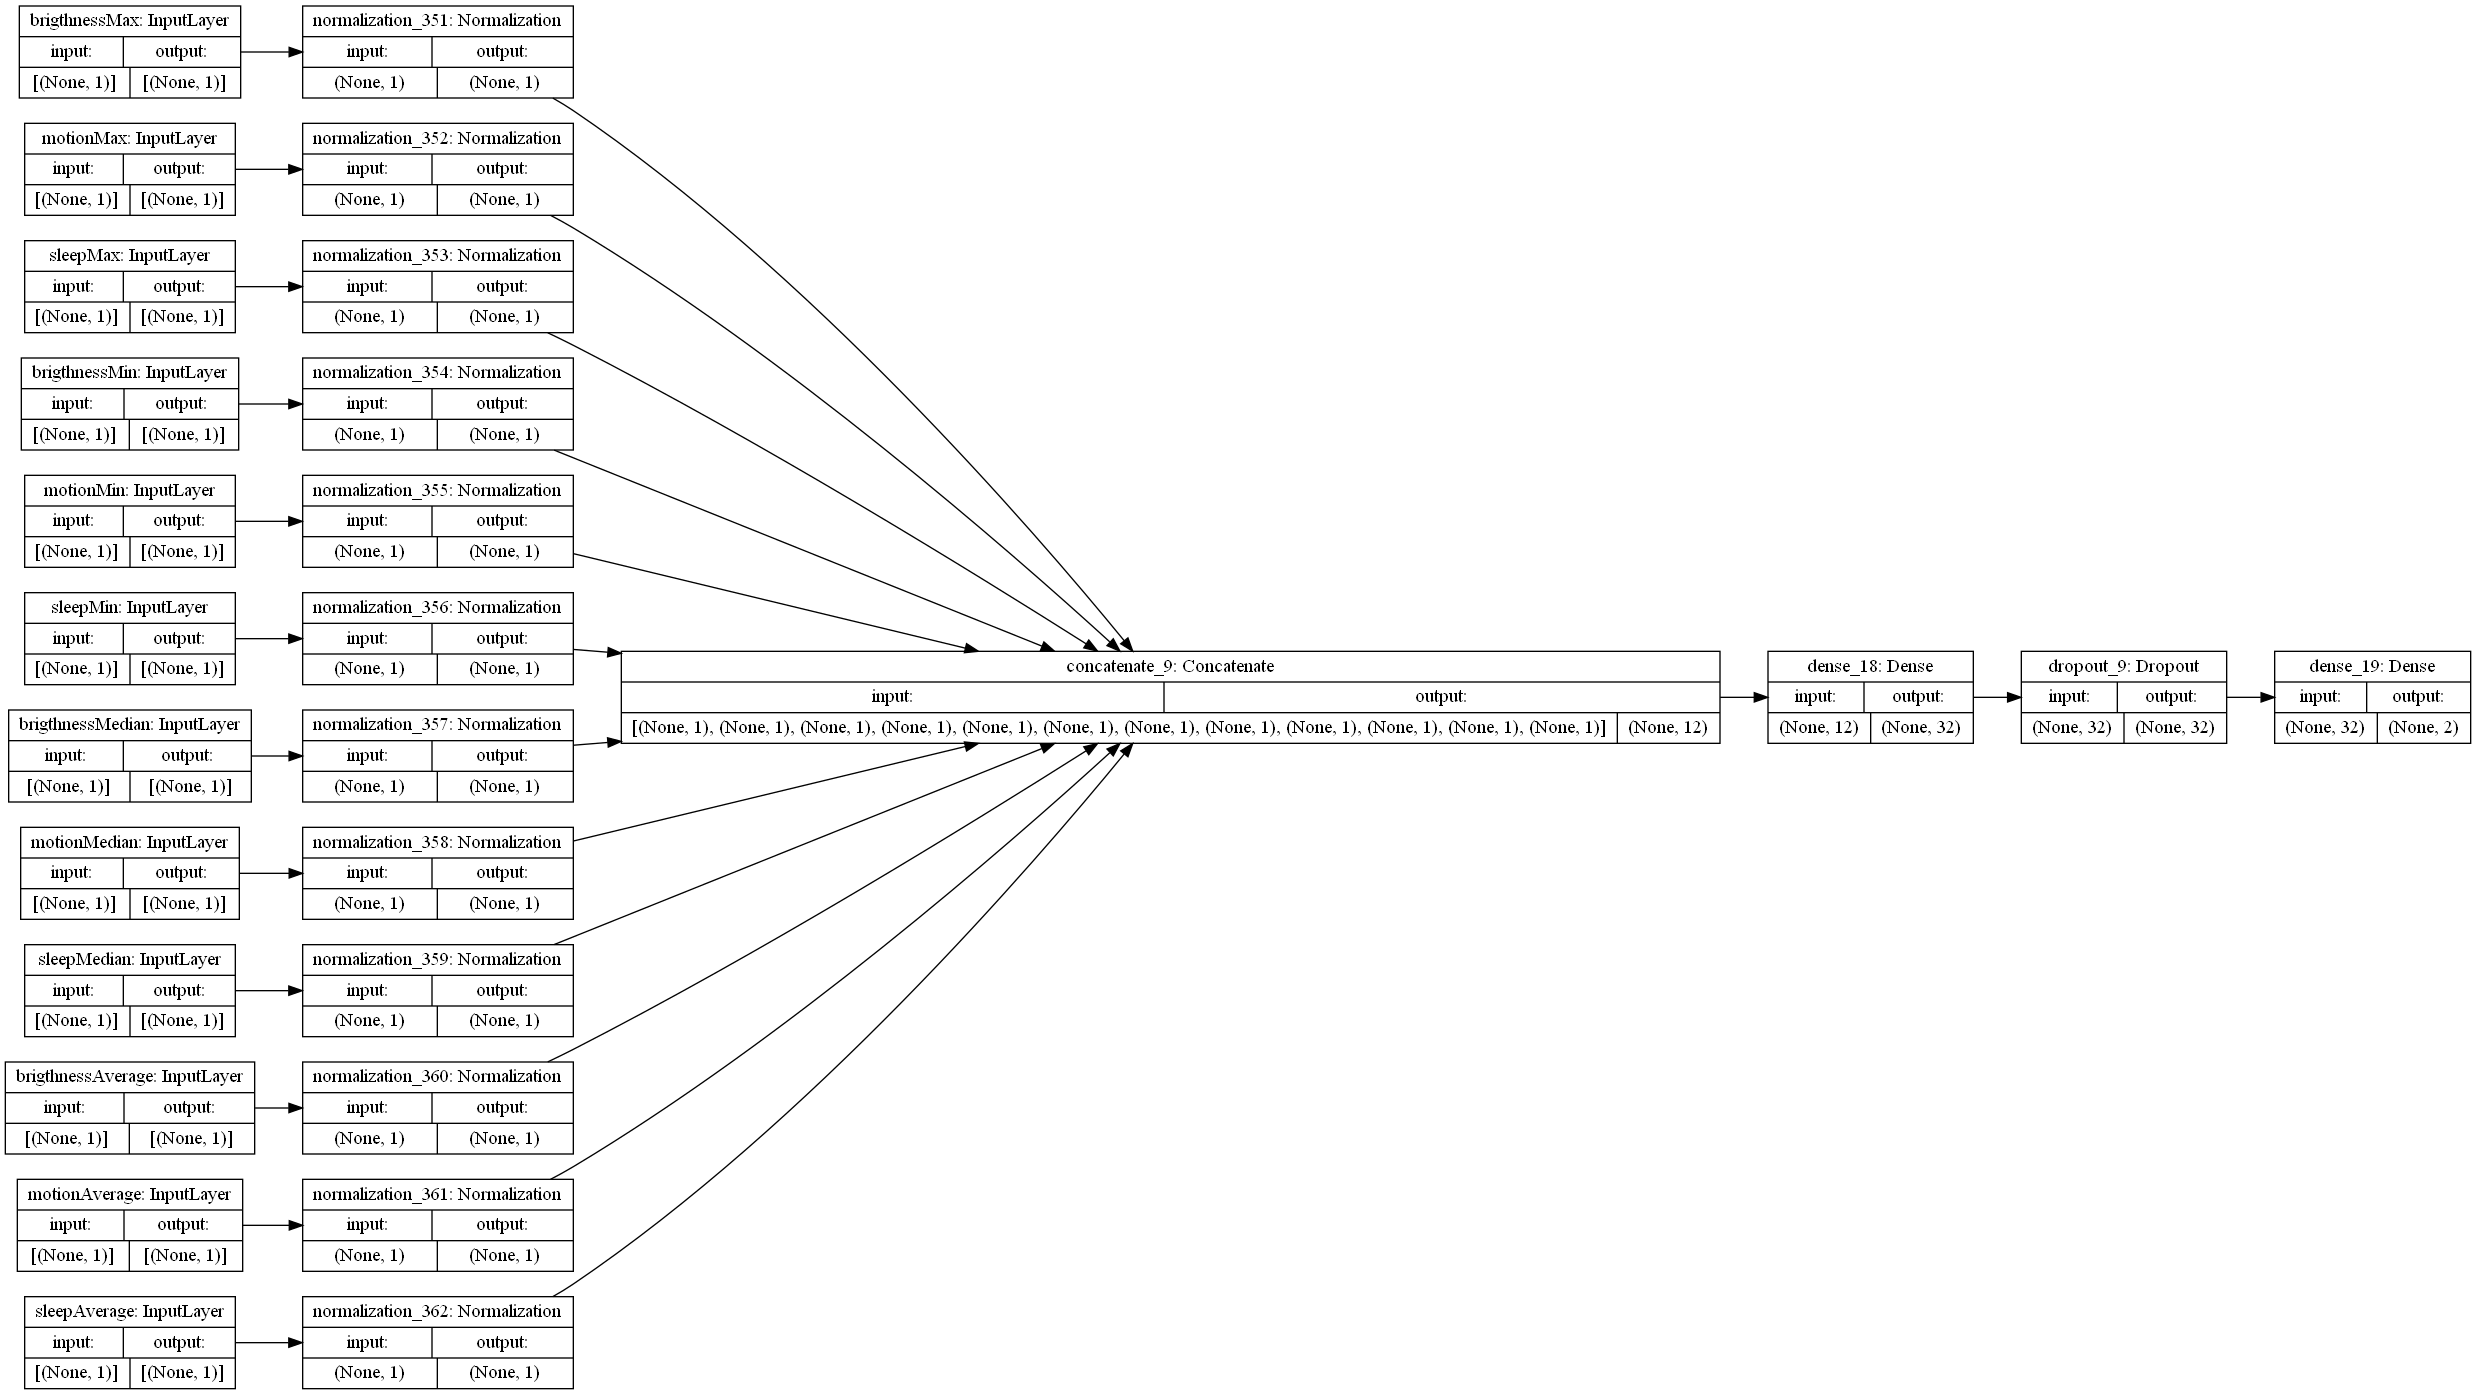 brigthnessMax: InputLayer
input: output:
[(None, 1)] [(None, 1)]
normalization_351: Normalization
input: output:
(None, 1) (None, 1)
motionMax: InputLayer
input: output:
[(None, 1)] [(None, 1)]
normalization_352: Normalization
input: output:
(None, 1) (None, 1)
sleepMax: InputLayer
input: output:
[(None, 1)] [(None, 1)]
normalization_353: Normalization
input: output:
(None, 1) (None, 1)
brigthnessMin: InputLayer
input: output:
[(None, 1)] [(None, 1)]
normalization_354: Normalization
input: output:
(None, 1) (None, 1)
motionMin: InputLayer
input: output:
[(None, 1)] [(None, 1)]
normalization_355: Normalization
input: output:
(None, 1) (None, 1)
sleepMin: InputLayer
input: output:
[(None, 1)] [(None, 1)]
normalization_356: Normalization
input: output:
(None, 1) (None, 1)
brigthnessMedian: InputLayer
input: output:
[(None, 1)] [(None, 1)]
normalization_357: Normalization
input: output:
(None, 1) (None, 1)
motionMedian: InputLayer
input: output:
[(None, 1)] [(None, 1)]
normalization_358: Normalization
input: output:
(None, 1) (None, 1)
sleepMedian: InputLayer
input: output:
[(None, 1)] [(None, 1)]
normalization_359: Normalization
input: output:
(None, 1) (None, 1)
brigthnessAverage: InputLayer
input: output:
[(None, 1)] [(None, 1)]
normalization_360: Normalization
input: output:
(None, 1) (None, 1)
motionAverage: InputLayer
input: output:
[(None, 1)] [(None, 1)]
normalization_361: Normalization
input: output:
(None, 1) (None, 1)
sleepAverage: InputLayer
input: output:
[(None, 1)] [(None, 1)]
normalization_362: Normalization
input: output:
(None, 1) (None, 1)
concatenate_9: Concatenate
input: output:
[(None, 1), (None, 1), (None, 1), (None, 1), (None, 1), (None, 1), (None, 1), (None, 1), (None, 1), (None, 1), (None, 1), (None, 1)] (None, 12)
dense_18: Dense
input: output:
(None, 12) (None, 32)
dropout_9: Dropout
input: output:
(None, 32) (None, 32)
dense_19: Dense
input: output:
(None, 32) (None, 2)